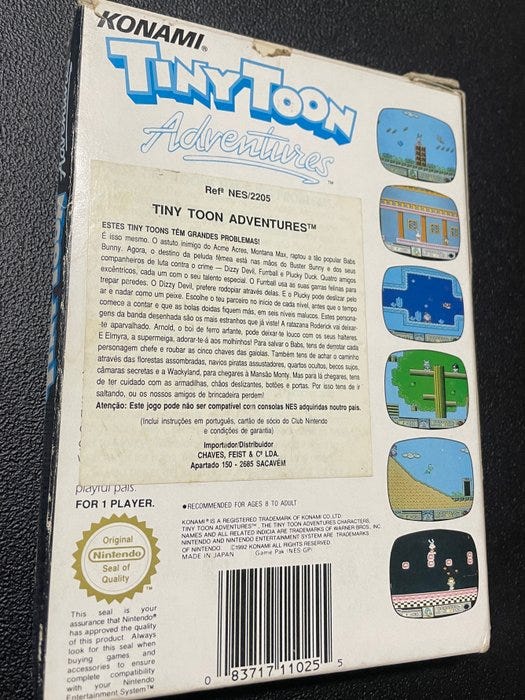 KONAMI®
TINY TOON
Adventures™
Refª NES/2205
TINY TOON ADVENTURES™
ESTES TINY TOONS TÊM GRANDES PROBLEMAS!
É isso mesmo. O astuto inimigo do Acme Acres, Montana Max, raptou a tão popular Babs
Bunny. Agora, o destino da peluda fêmea está nas mãos do Buster Bunny e dos seus
companheiros de luta contra o crime — Dizzy Devil, Furrball e Plucky Duck. Quatro amigos
excêntricos, cada um com o seu talento especial. O Furball usa as suas garras felinas para
trepar paredes. O Dizzy Devil, prefere rodopiar através delas. E o Plucky pode deslizar pelo
ar e nadar como um peixe. Escolhe o teu parceiro no início de cada nível, antes que o tempo
comece a contar e que as bolas doidas fiquem más, em seis níveis malucos. Estes persona-
gens da banda desenhada são os mais estranhos que já viste! A ratazana Roderick vai deixar-
-te aparvalhado. Arnold, o boi de ferro arfante, pode deixar-te louco com os seus halteres.
E Elmyra, a supermeiga, adorar-te-á aos molhinhos! Para salvar o Babs, tens de derrotar cada
personagem chefe e roubar as cinco chaves das gaiolas. Também tens de achar o caminho
através das florestas assombradas, navios piratas assustadores, quartos ocultos, becos sujos,
câmaras secretas e a Wackyland, para chegares à Mansão Monty. Mas para lá chegares, tens
de ter cuidado com as armadilhas, chãos deslizantes, botões e portas. Por isso tens de ir
saltando, ou os nossos amigos de brincadeira perdem!
Atenção: Este jogo pode não ser compatível com consolas NES adquiridas noutro país.
(Inclui instruções em português, cartão de sócio do Club Nintendo
e condições de garantia)
Importador/Distribuidor
CHAVES, FEIST & Cª LDA.
Apartado 150 - 2685 SACAVÉM
playful pals.
FOR 1 PLAYER.
●RECOMMENDED FOR AGES 8 TO ADULT
KONAMI® IS A REGISTERED TRADEMARK OF KONAMI CO., LTD.
TINY TOON ADVENTURES™, THE TINY TOON ADVENTURES CHARACTERS,
NAMES AND ALL RELATED INDICIA ARE TRADEMARKS OF WARNER BROS. INC.
NINTENDO AND NINTENDO ENTERTAINMENT SYSTEM ARE TRADEMARKS
OF NINTENDO. ©1992 KONAMI ALL RIGHTS RESERVED.
MADE IN JAPAN Game Pak (NES-GP)
Original
Nintendo
Seal of
Quality
™
This seal is your
assurance that Nintendo®
has approved the quality
of this product. Always
look for this seal when
buying games and
accessories to ensure
complete compatibility
with your Nintendo
Entertainment System™
0 83717 11025 5